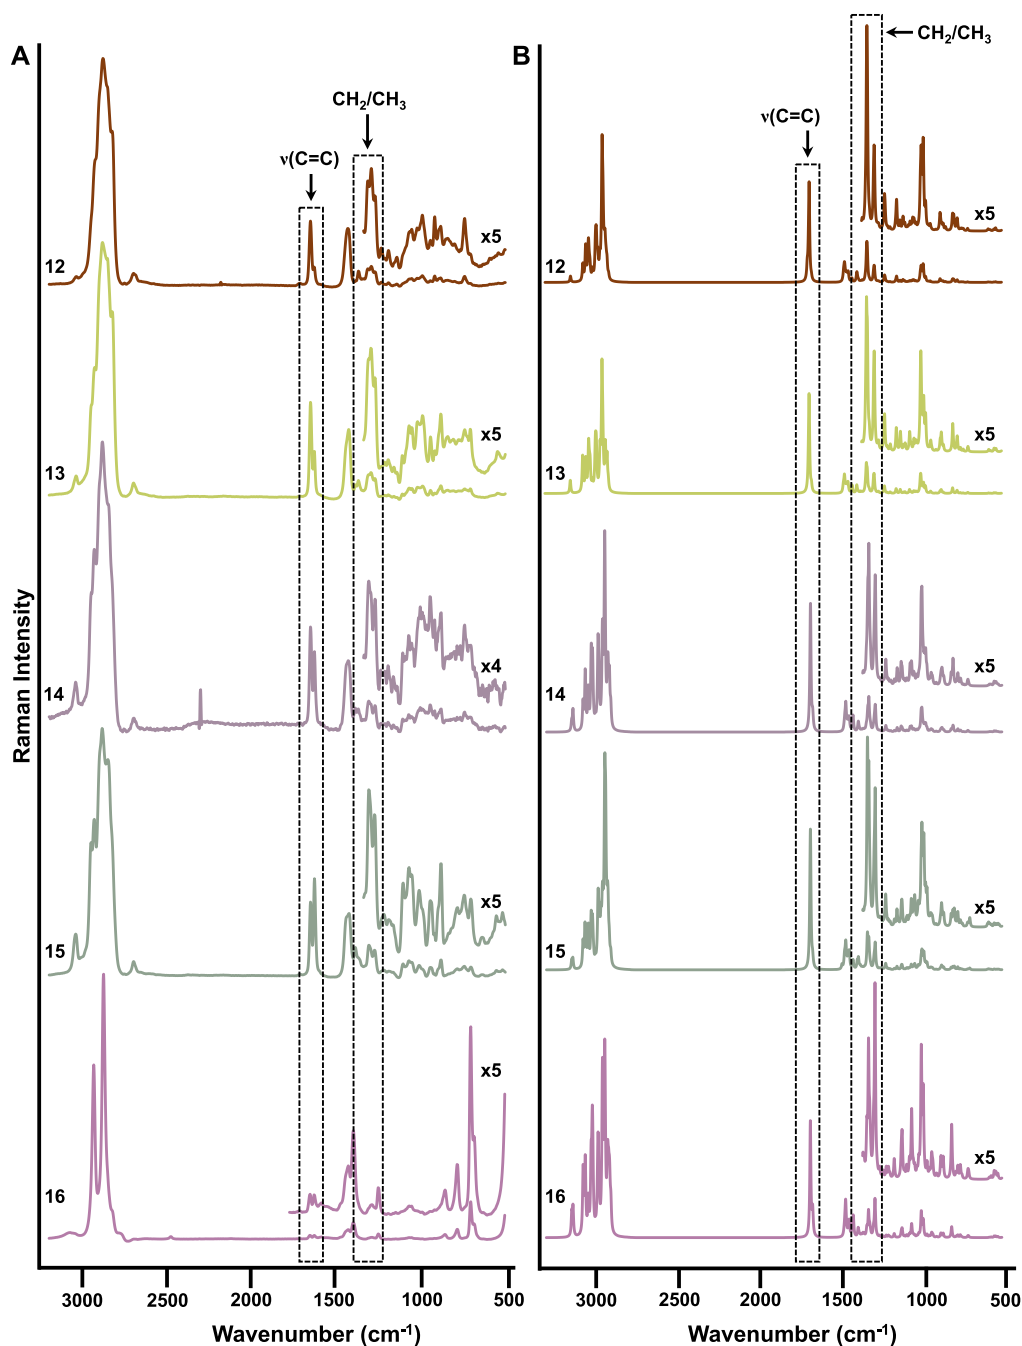 A
B
CH₂/CH₃
CH₂/CH₃
ν(C=C)
ν(C=C)
x5
x5
12
12
x5
x5
13
13
x4
x5
14
14
x5
x5
15
15
x5
x5
16
16
Raman Intensity
3000 2500 2000 1500 1000 500
3000 2500 2000 1500 1000 500
Wavenumber (cm⁻¹)
Wavenumber (cm⁻¹)